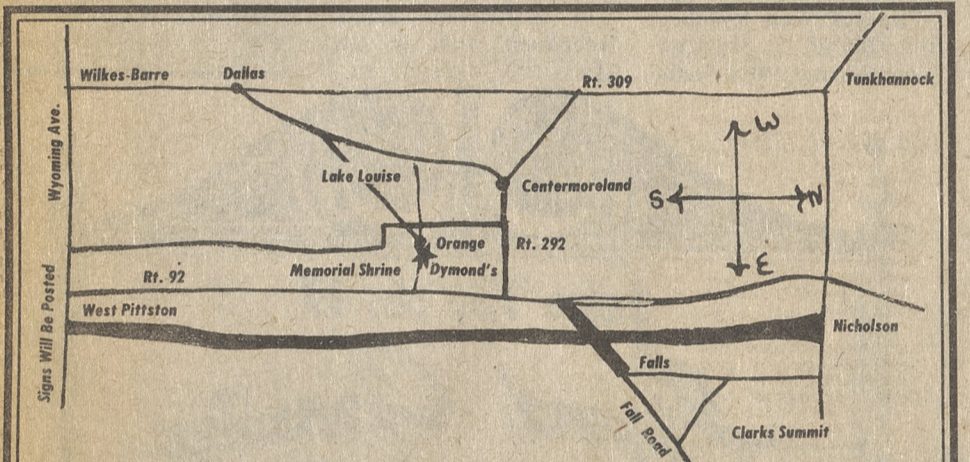 Wilkes-Barre
Dallas
Rt. 309
Tunkhannock
Wyoming Ave.
W
Lake Louise
Centermoreland
S
N
Orange
Rt. 292
Memorial Shrine
Dymond's
E
Rt. 92
Signs Will Be Posted
West Pittston
Nicholson
Falls
Fall Road
Clarks Summit